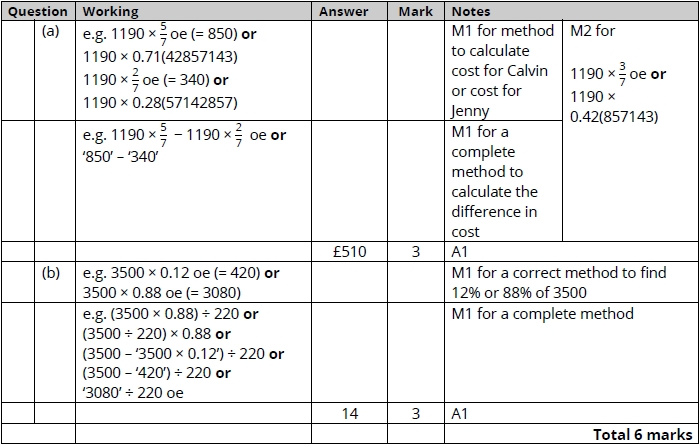 Question Working Answer Mark Notes
(a) e.g. 1190 × 5/7 oe (= 850) or
1190 × 0.71(42857143)
1190 × 2/7 oe (= 340) or
1190 × 0.28(57142857)
M1 for method
to calculate
cost for Calvin
or cost for
Jenny
M2 for
1190 × 3/7 oe or
1190 ×
0.42(857143)
e.g. 1190 × 5/7 − 1190 × 2/7 oe or
‘850’ – ‘340’
M1 for a
complete
method to
calculate the
difference in
cost
£510 3 A1
(b) e.g. 3500 × 0.12 oe (= 420) or
3500 × 0.88 oe (= 3080)
M1 for a correct method to find
12% or 88% of 3500
e.g. (3500 × 0.88) ÷ 220 or
(3500 ÷ 220) × 0.88 or
(3500 – ‘3500 × 0.12’) ÷ 220 or
(3500 – ‘420’) ÷ 220 or
‘3080’ ÷ 220 oe
M1 for a complete method
14 3 A1
Total 6 marks